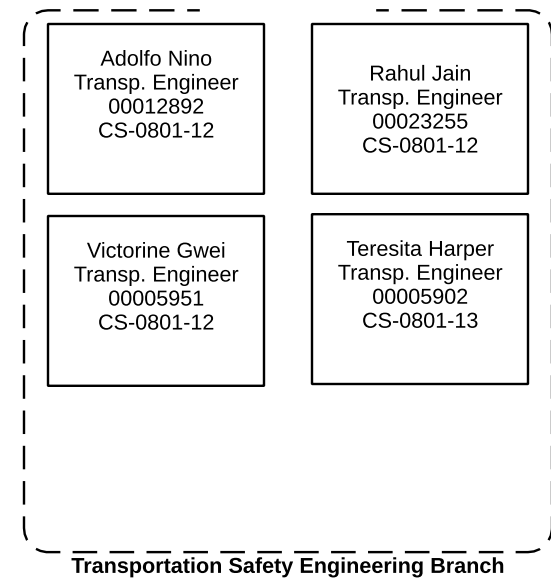 Adolfo Nino
Transp. Engineer
00012892
CS-0801-12
Rahul Jain
Transp. Engineer
00023255
CS-0801-12
Victorine Gwei
Transp. Engineer
00005951
CS-0801-12
Teresita Harper
Transp. Engineer
00005902
CS-0801-13
Transportation Safety Engineering Branch